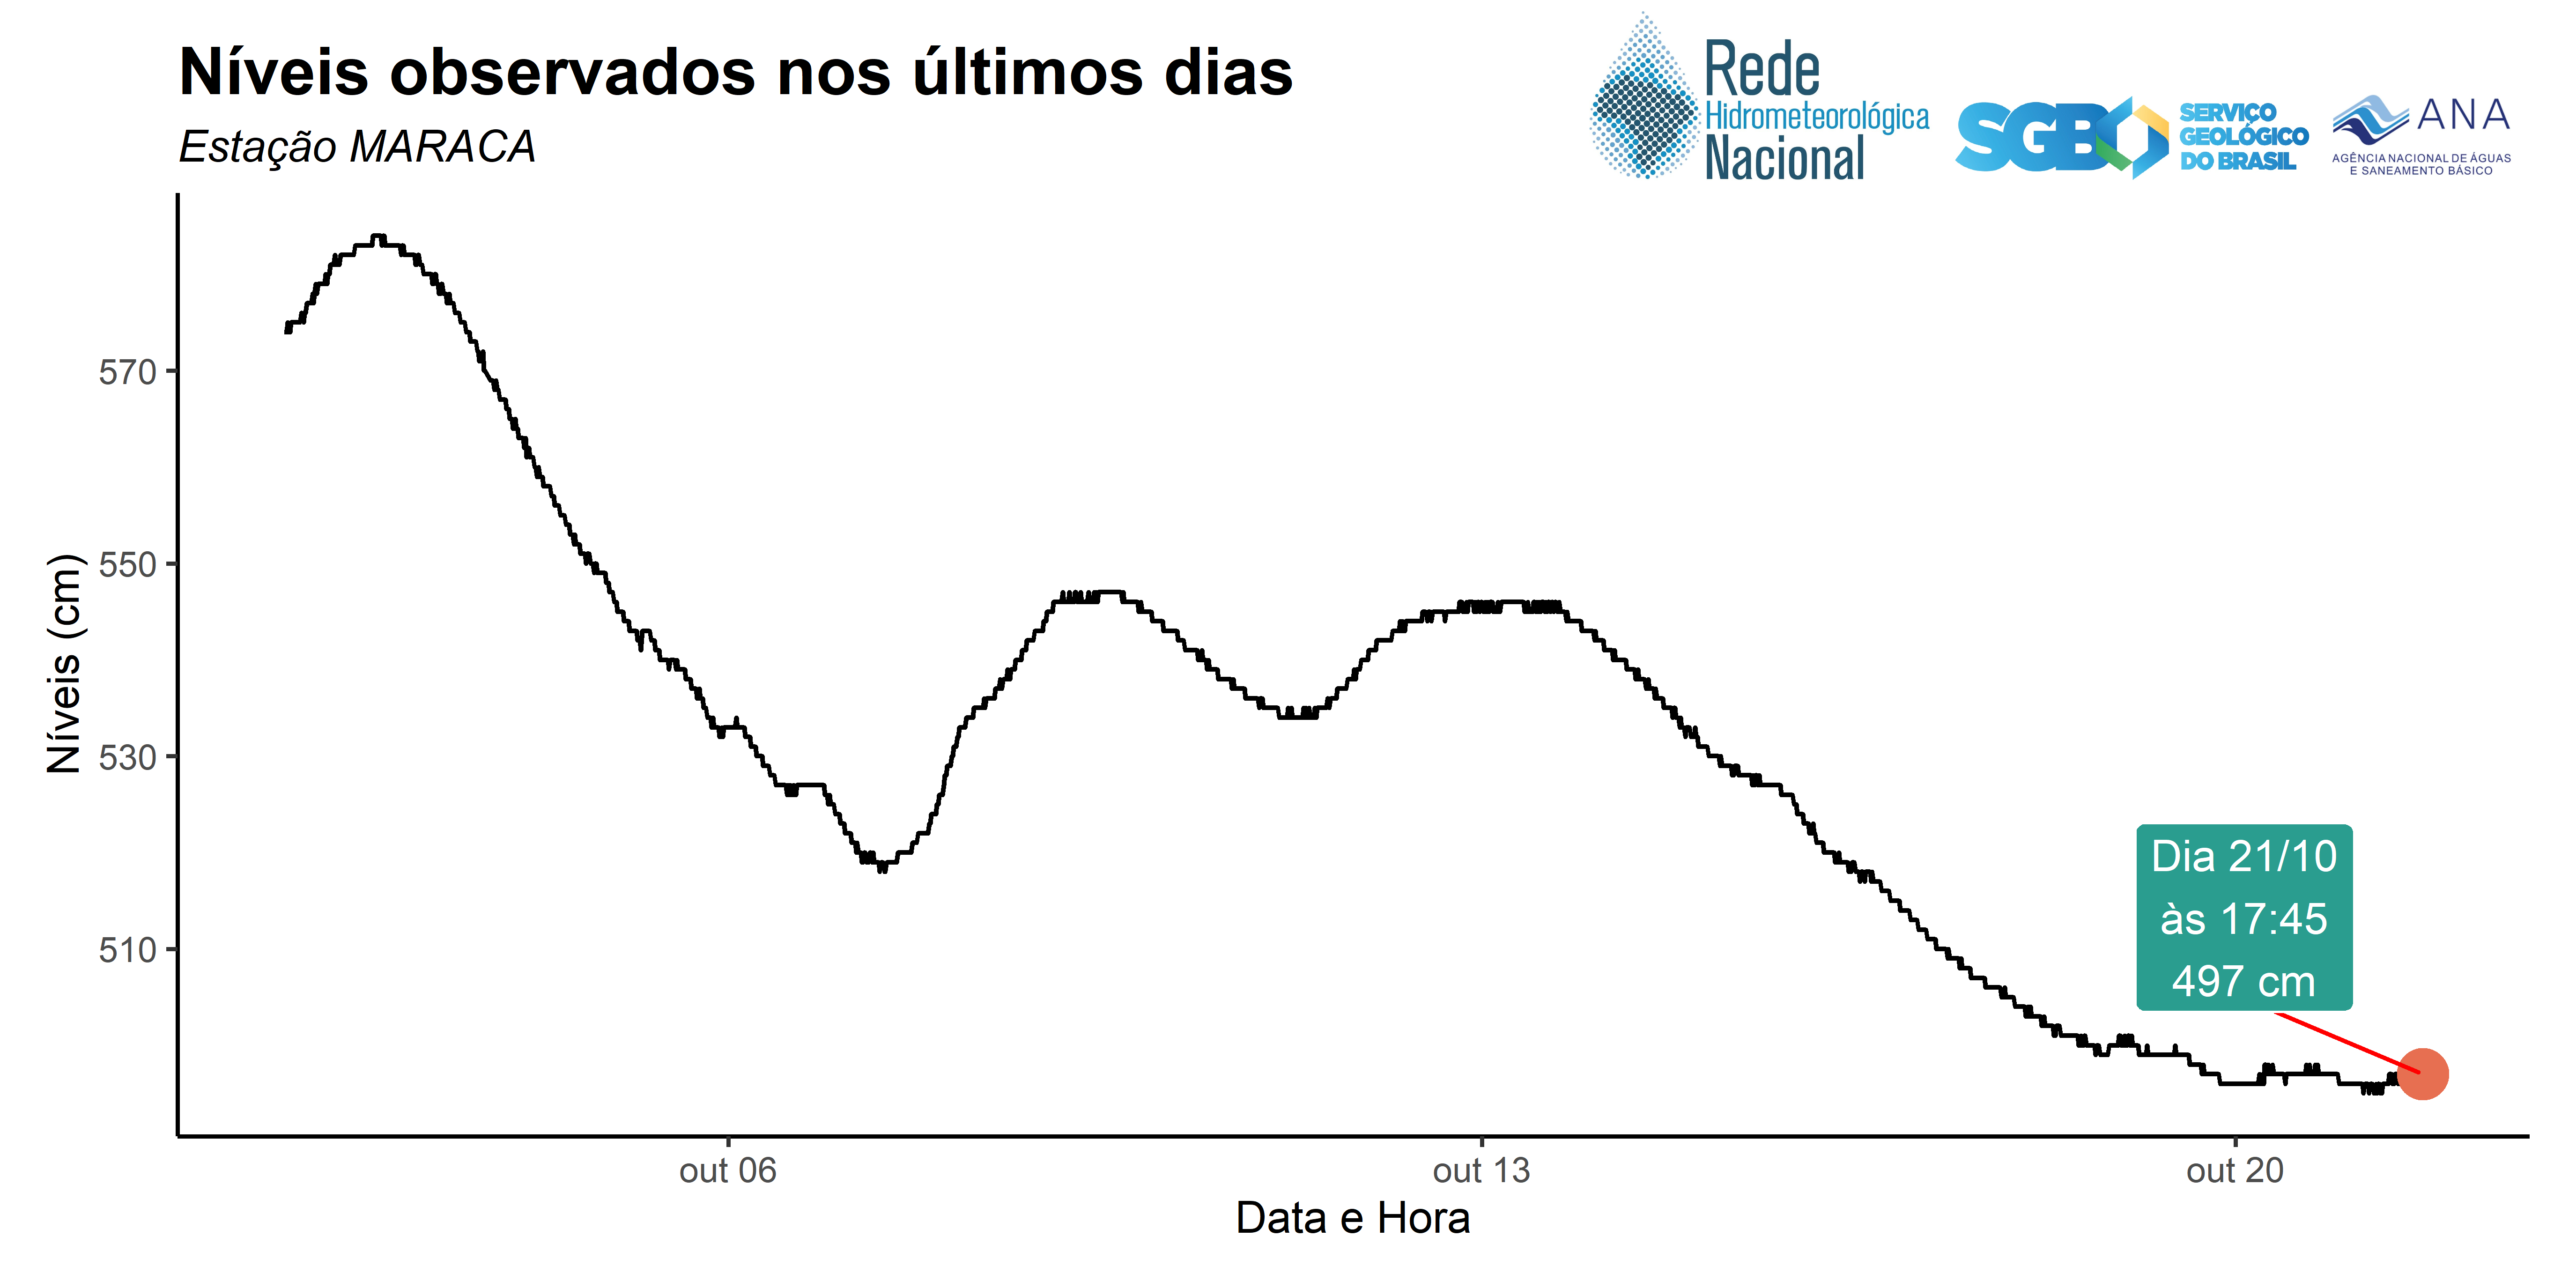 Níveis observados nos últimos dias
Estação MARACA
Rede
Hidrometeorológica
Nacional
SGB
SERVIÇO
GEOLÓGICO
DO BRASIL
ANA
AGÊNCIA NACIONAL DE ÁGUAS
E SANEAMENTO BÁSICO
Níveis (cm)
570
550
530
510
Dia 21/10
às 17:45
497 cm
out 06
out 13
out 20
Data e Hora